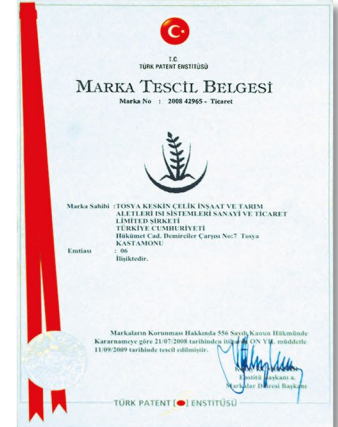 T.C.
TÜRK PATENT ENSTİTÜSÜ
MARKA TESCİL BELGESİ
Marka No : 2008 42965 - Ticaret
Marka Sahibi :TOSYA KESKİN ÇELİK İNŞAAT VE TARIM
ALETLERI ISI SİSTEMLERİ SANAYİ VE TİCARET
LİMİTED ŞİRKETİ
TÜRKİYE CUMHURİYETİ
Hükümet Cad. Demirciler Çarşısı No:7 Tosya
KASTAMONU
Emtiası : 06
İlişiktedir.
Markaların Korunması Hakkında 556 Sayılı Kanun Hükmünde
Kararnameye göre 21/07/2008 tarihinden ON YIL müddetle
11/09/2009 tarihinde tescil edilmiştir.
Enstitü Başkanı a.
Markalar Dairesi Başkanı
TÜRK PATENT ENSTİTÜSÜ